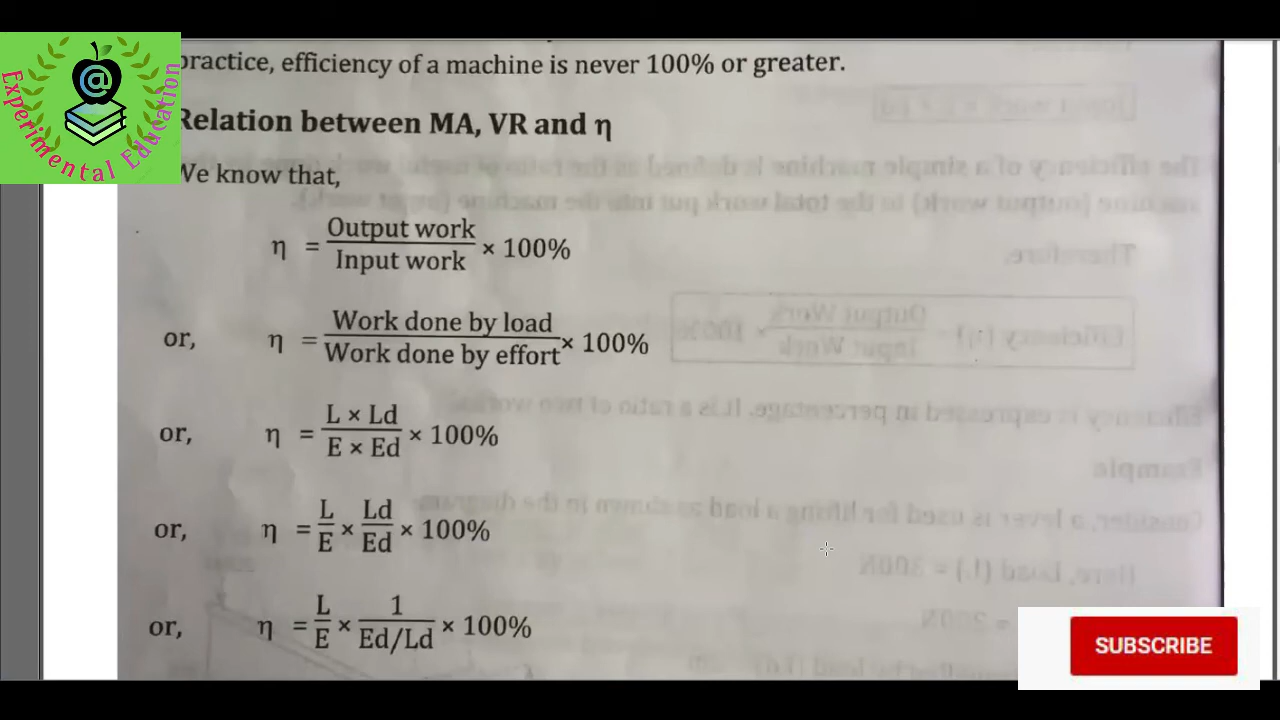 Experimental Education
@
practice, efficiency of a machine is never 100% or greater.
Relation between MA, VR and η
We know that,
η = Output work / Input work × 100%
or, η = Work done by load / Work done by effort × 100%
or, η = L × Ld / E × Ed × 100%
or, η = L/E × Ld/Ed × 100%
or, η = L/E × 1 / Ed/Ld × 100%
SUBSCRIBE